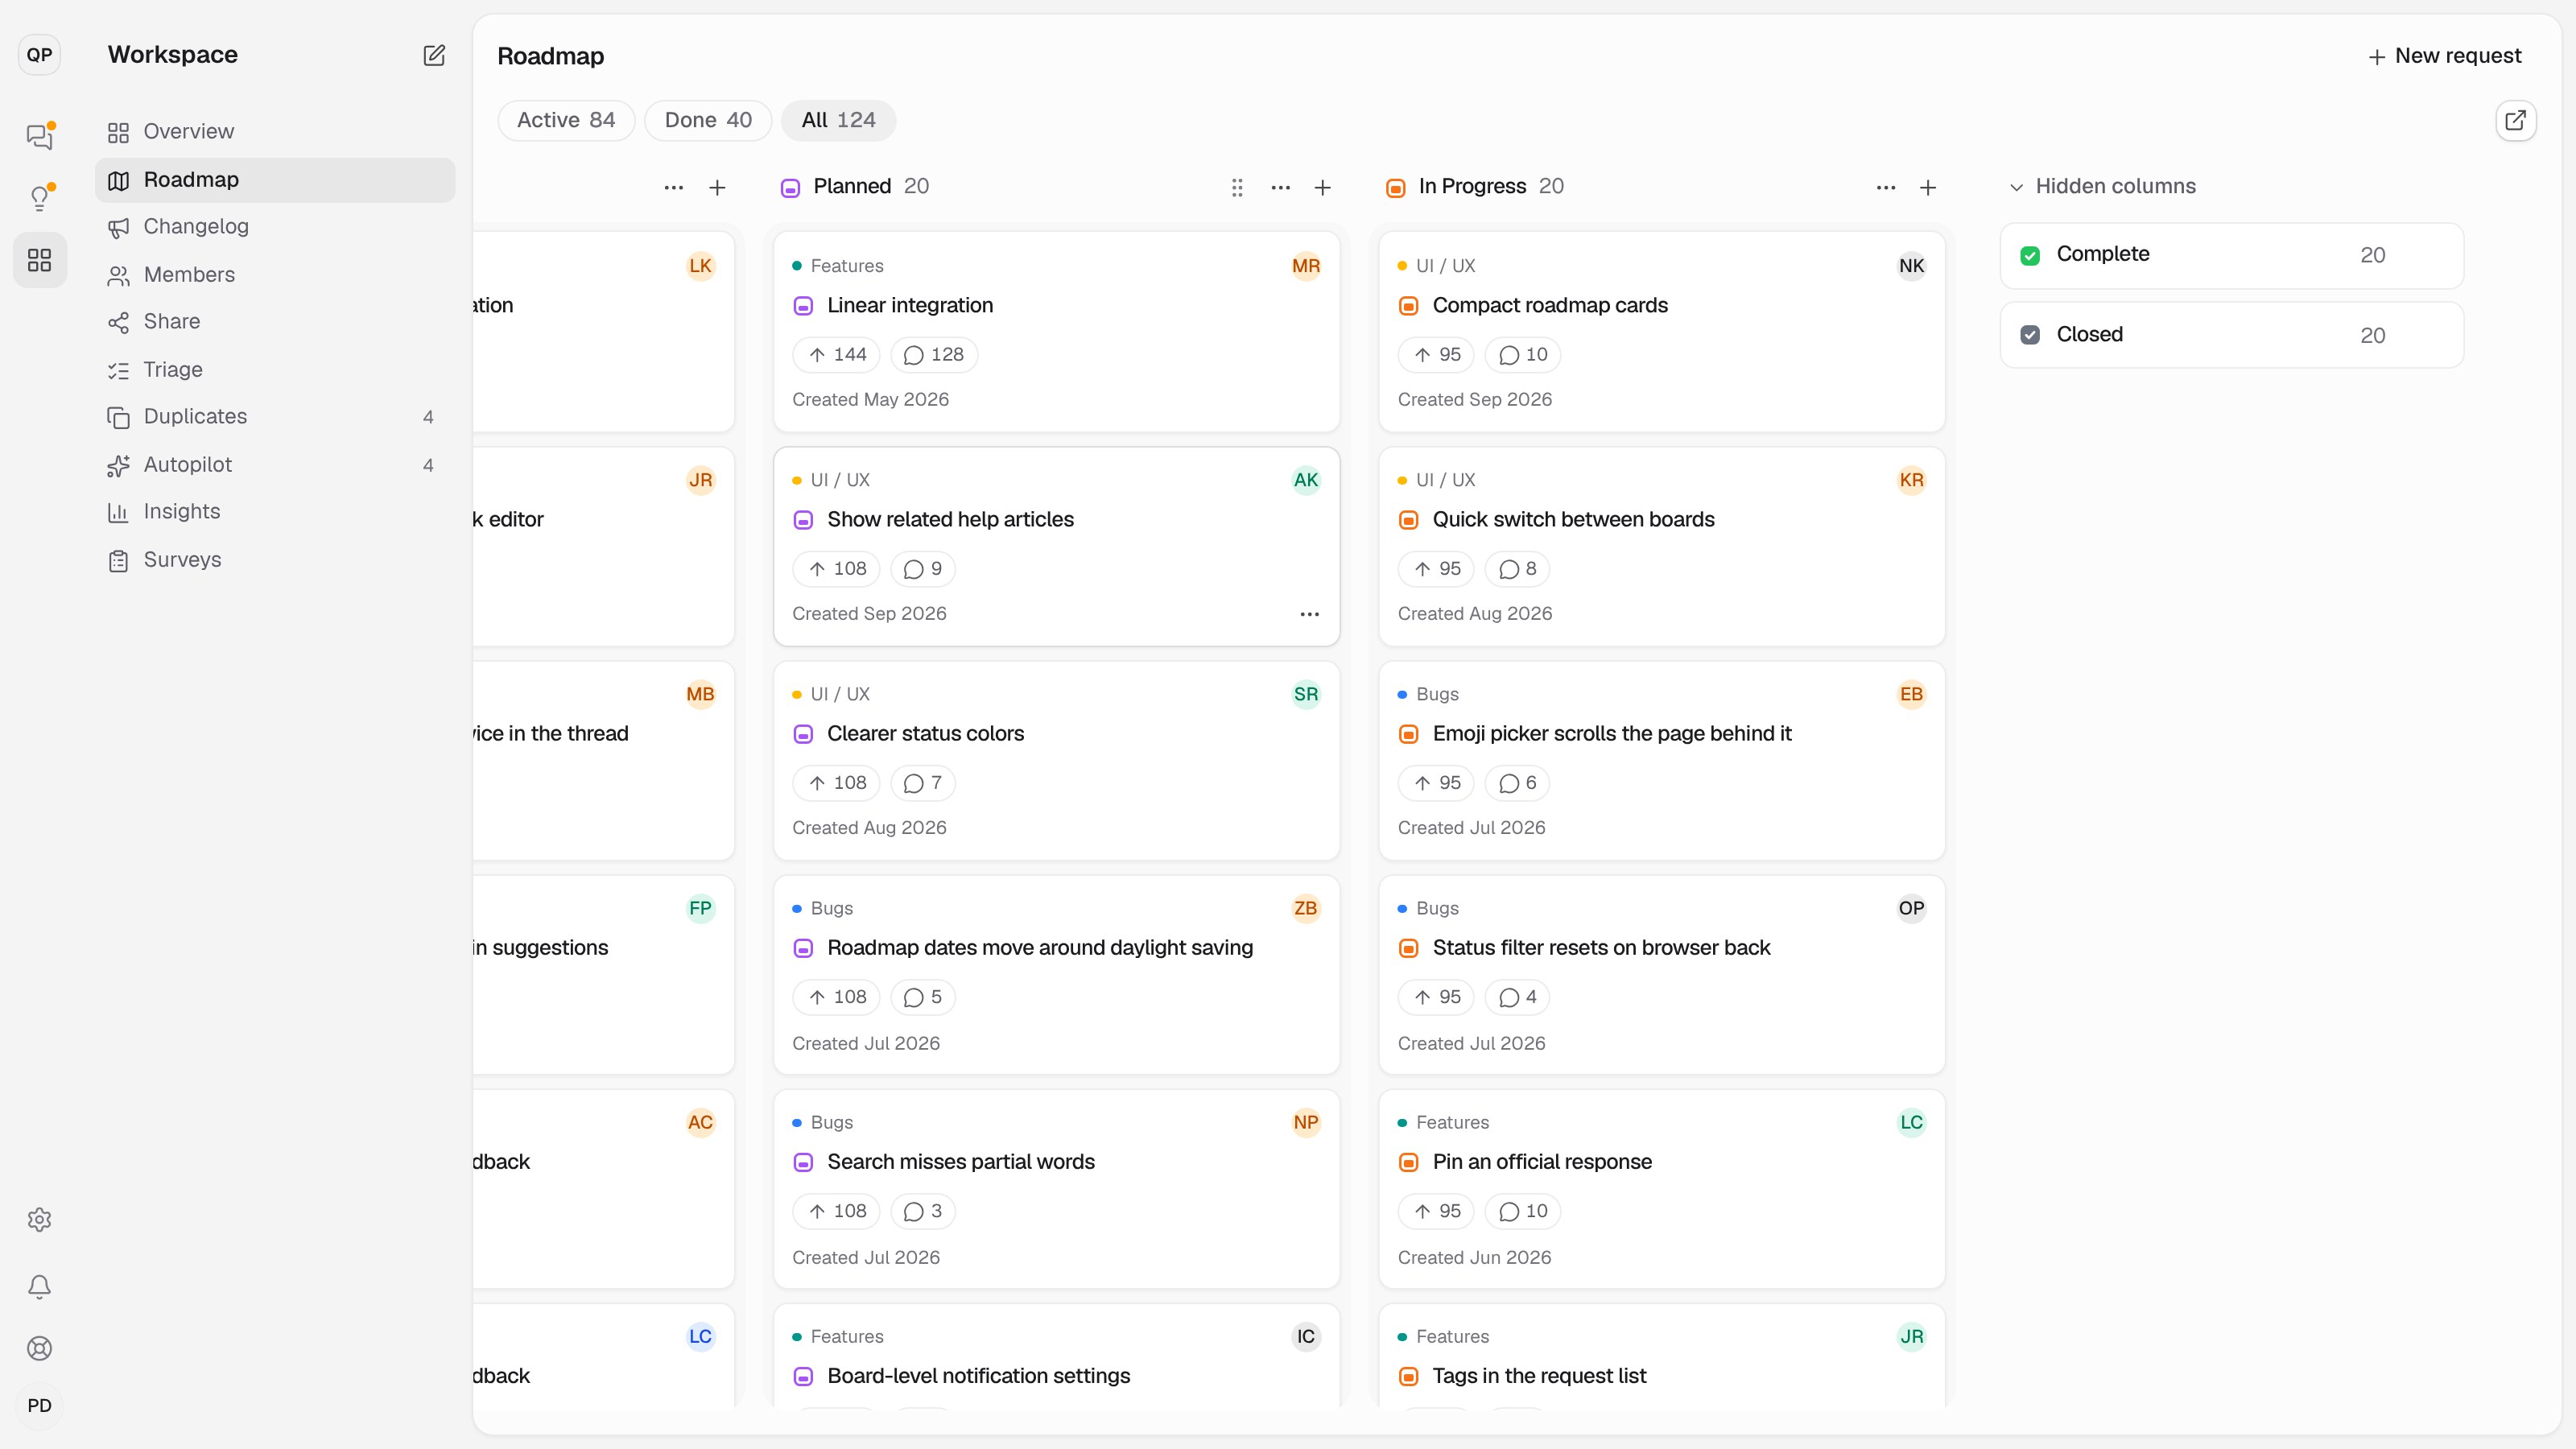 QP
Workspace
Overview
Roadmap
Changelog
Members
Share
Triage
Duplicates 4
Autopilot 4
Insights
Surveys
PD
Roadmap
New request
Active 84
Done 40
All 124
LK
JR
k editor
MB
in the thread
FP
in suggestions
AC
LC
Planned 20
Features
MR
Linear integration
144 128
Created May 2026
UI / UX
AK
Show related help articles
108 9
Created Sep 2026
UI / UX
SR
Clearer status colors
108 7
Created Aug 2026
Bugs
ZB
Roadmap dates move around daylight saving
108 5
Created Jul 2026
Bugs
NP
Search misses partial words
108 3
Created Jul 2026
Features
IC
Board-level notification settings
In Progress 20
UI / UX
NK
Compact roadmap cards
95 10
Created Sep 2026
UI / UX
KR
Quick switch between boards
95 8
Created Aug 2026
Bugs
EB
Emoji picker scrolls the page behind it
95 6
Created Jul 2026
Bugs
OP
Status filter resets on browser back
95 4
Created Jul 2026
Features
LC
Pin an official response
95 10
Created Jun 2026
Features
JR
Tags in the request list
Hidden columns
Complete 20
Closed 20